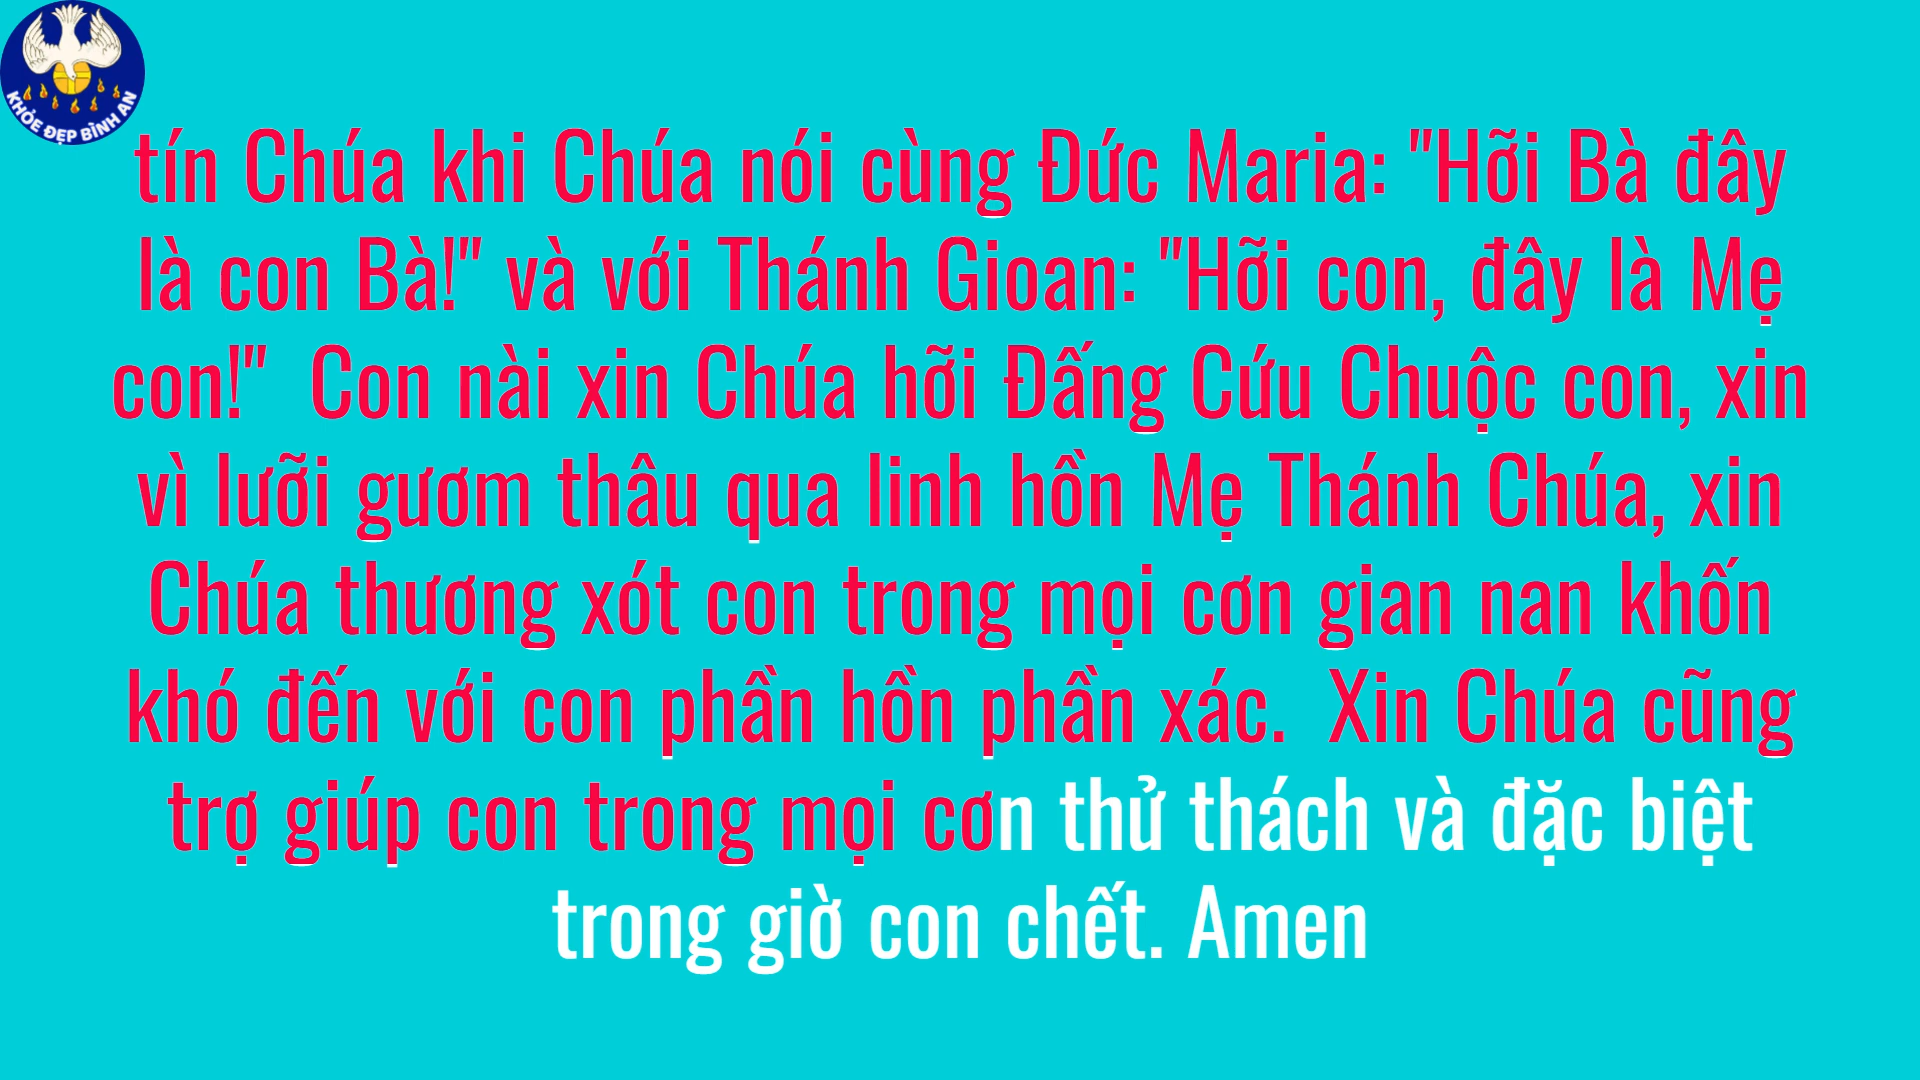 KHỎE ĐẸP BÌNH AN
tín Chúa khi Chúa nói cùng Đức Maria: "Hỡi Bà đây
là con Bà!" và với Thánh Gioan: "Hỡi con, đây là Mẹ
con!"  Con nài xin Chúa hỡi Đấng Cứu Chuộc con, xin
vì lưỡi gươm thâu qua linh hồn Mẹ Thánh Chúa, xin
Chúa thương xót con trong mọi cơn gian nan khốn
khó đến với con phần hồn phần xác.  Xin Chúa cũng
trợ giúp con trong mọi cơn thử thách và đặc biệt
trong giờ con chết. Amen